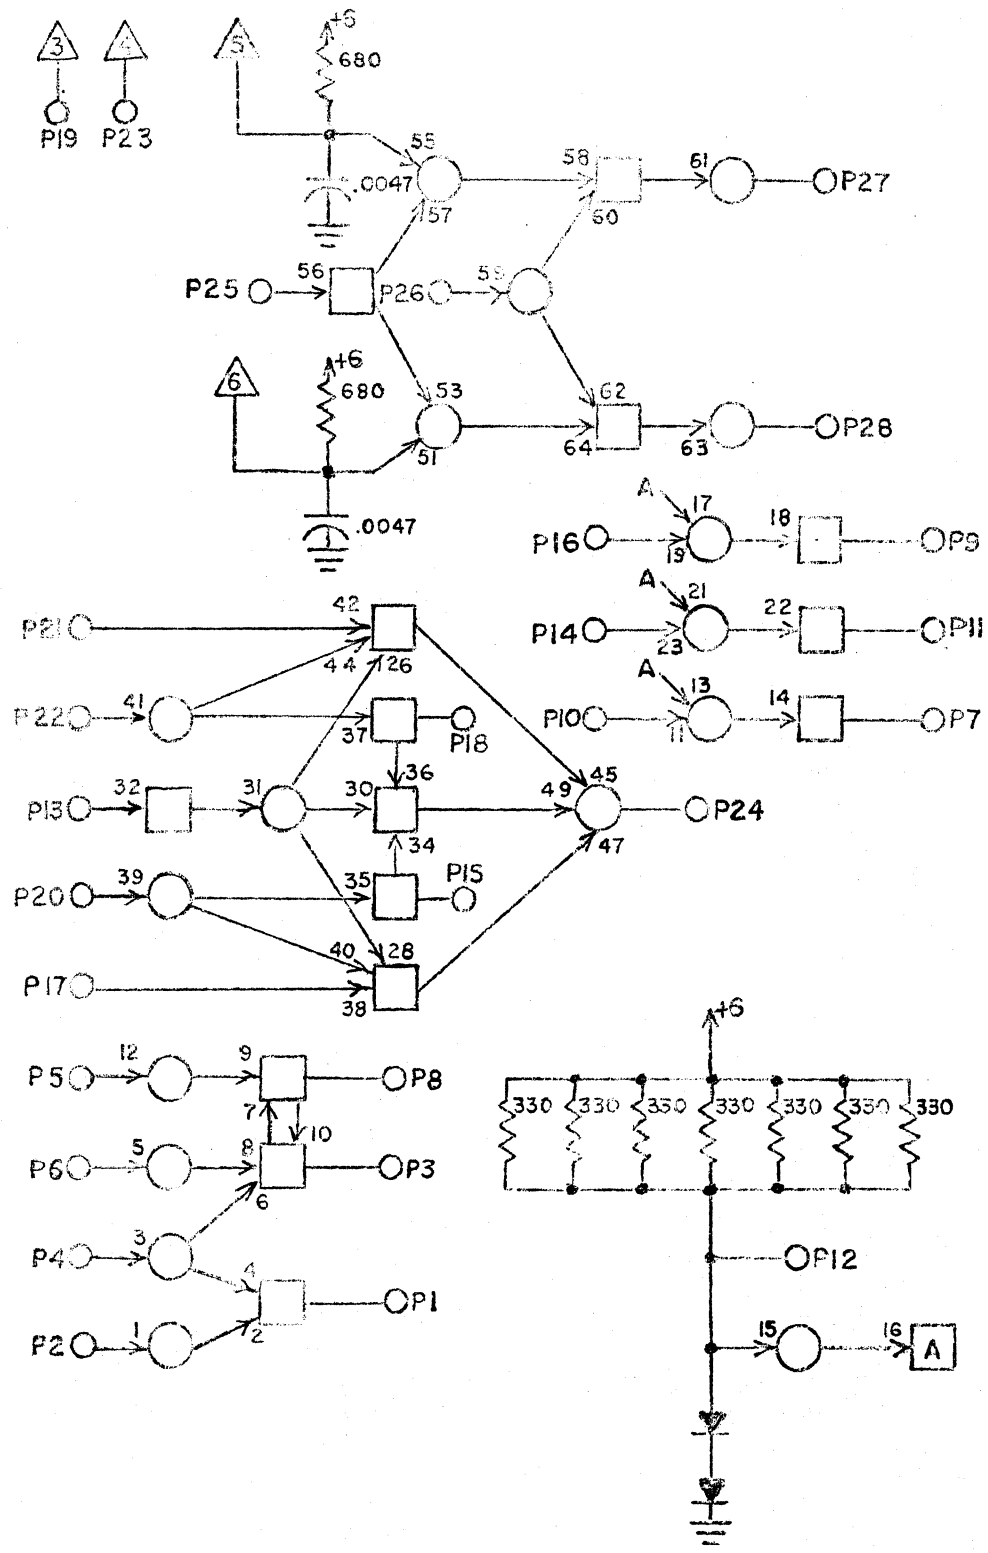 3 4 5 +6
680
P19 P23
55 58 61
.0047 P27
57 60
56 59
P25 P26
6 +6
680 53 62
P28
51 64 63
.0047
A 17 18
P16 19 P9
A 21 22
P14 23 P11
A 13 14
P10 11 P7
42
P21
44 26
41
P22 37 P18
36 45
32 31 30 49
P13 P24
34 47
39 35 P15
P20
40 28
P17 38
+6
12 9
P5 P8
7 10
330 330 330 330 330 330 330
5 8
P6 P3
6
3
P4 4 P12
P1
1 2
P2
15 16 A